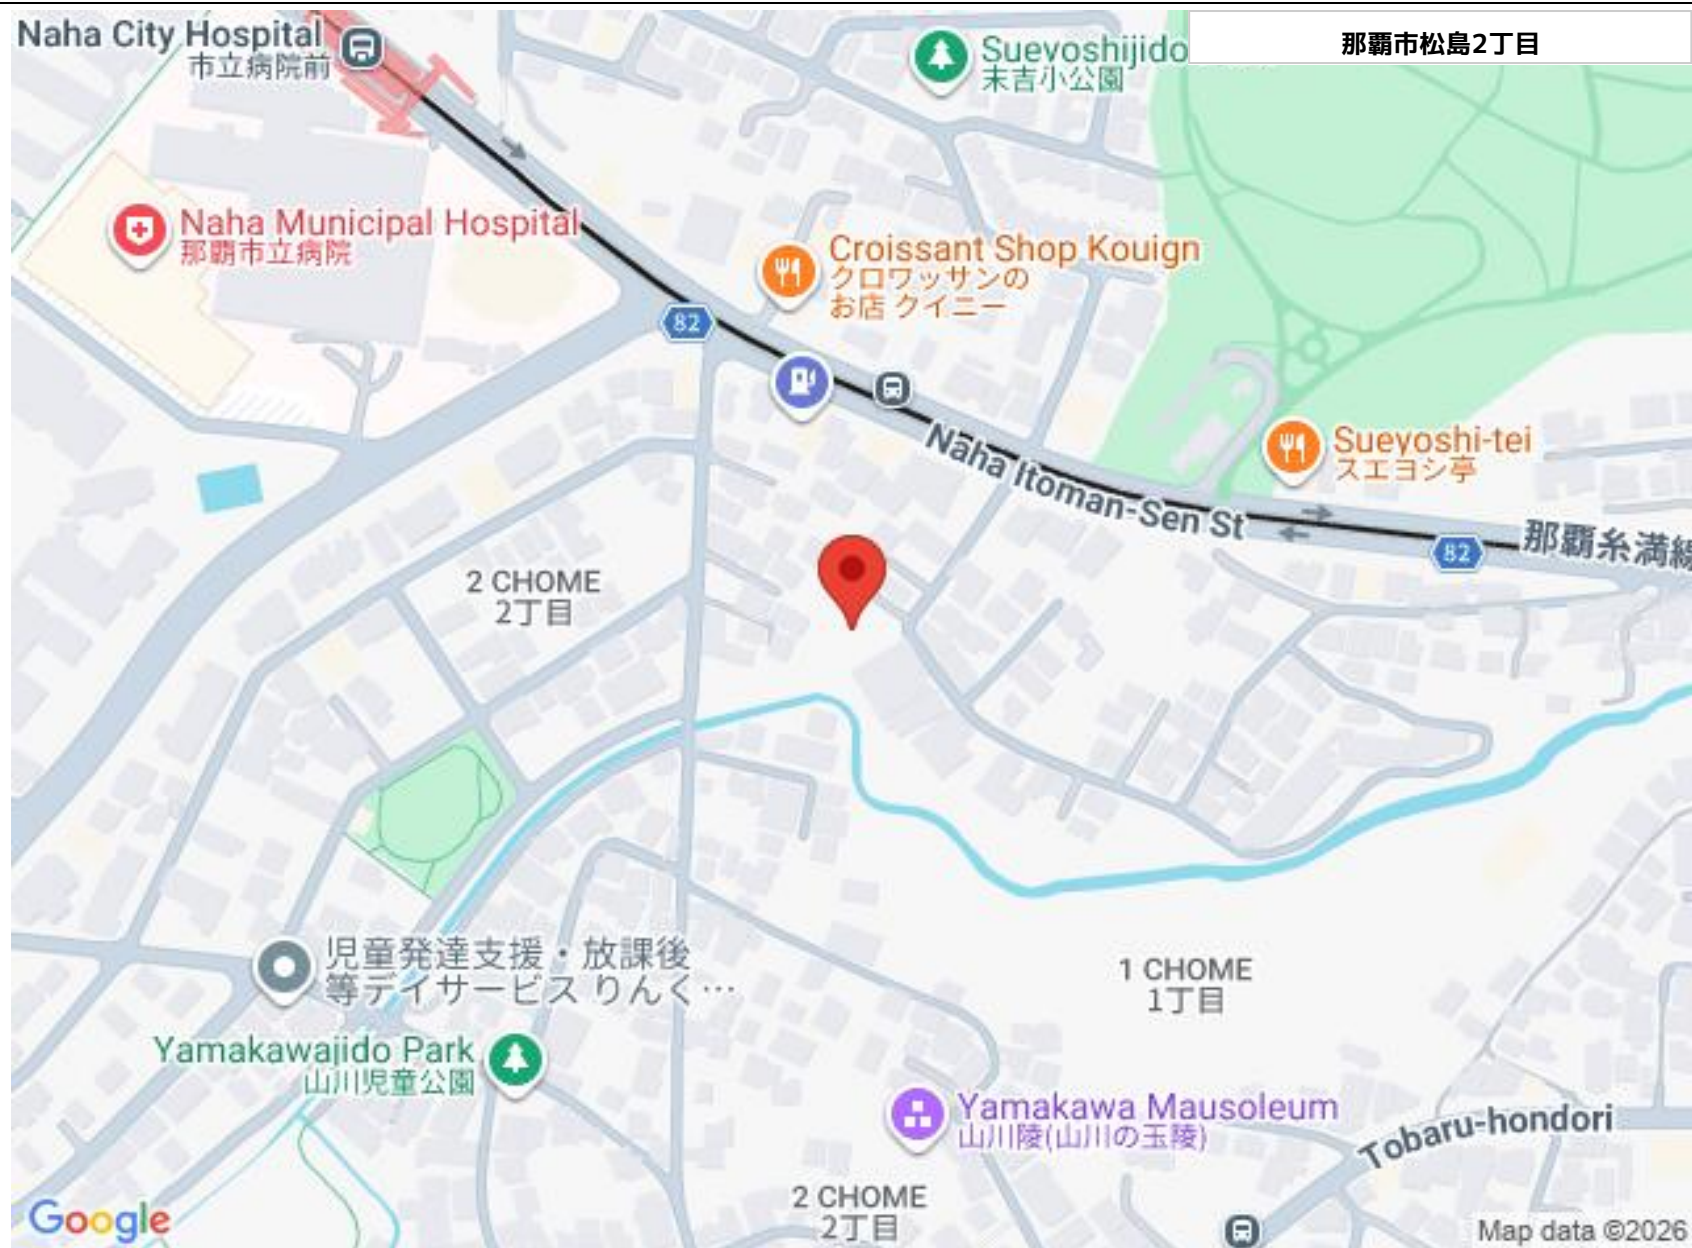 Naha City Hospital
市立病院前
Sueyoshijido
末吉小公園
那覇市松島2丁目
Naha Municipal Hospital
那覇市立病院
Croissant Shop Kouign
クロワッサンの
お店 クイニー
82
Sueyoshi-tei
スエヨシ亭
Naha Itoman-Sen St
82
那覇糸満線
2 CHOME
2丁目
児童発達支援・放課後
等デイサービス りんく…
1 CHOME
1丁目
Yamakawajido Park
山川児童公園
Yamakawa Mausoleum
山川陵(山川の玉陵)
Tobaru-hondori
2 CHOME
2丁目
Google
Map data ©2026